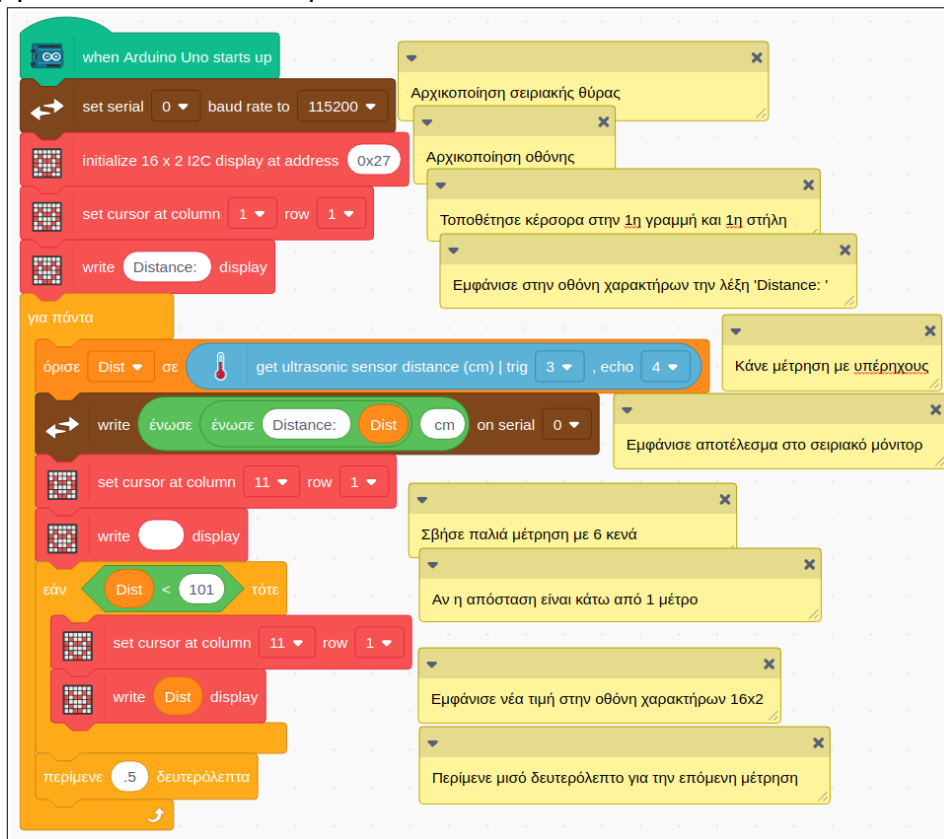 when Arduino Uno starts up
set serial 0 baud rate to 115200
Αρχικοποίηση σειριακής θύρας
initialize 16 x 2 I2C display at address 0x27
Αρχικοποίηση οθόνης
set cursor at column 1 row 1
Τοποθέτησε κέρσορα στην 1η γραμμή και 1η στήλη
write Distance: display
Εμφάνισε στην οθόνη χαρακτήρων την λέξη 'Distance: '
για πάντα
όρισε Dist σε get ultrasonic sensor distance (cm) | trig 3 , echo 4
Κάνε μέτρηση με υπέρηχους
write ένωσε ένωσε Distance: Dist cm on serial 0
Εμφάνισε αποτέλεσμα στο σειριακό μόνιτορ
set cursor at column 11 row 1
write display
Σβήσε παλιά μέτρηση με 6 κενά
εάν Dist < 101 τότε
Αν η απόσταση είναι κάτω από 1 μέτρο
set cursor at column 11 row 1
write Dist display
Εμφάνισε νέα τιμή στην οθόνη χαρακτήρων 16x2
περίμενε .5 δευτερόλεπτα
Περίμενε μισό δευτερόλεπτο για την επόμενη μέτρηση